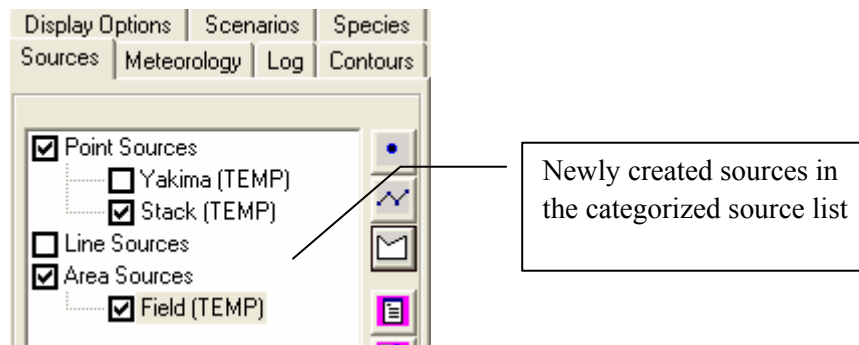 Display Options Scenarios Species
Sources Meteorology Log Contours
Point Sources
Yakima (TEMP)
Stack (TEMP)
Line Sources
Area Sources
Field (TEMP)
Newly created sources in
the categorized source list